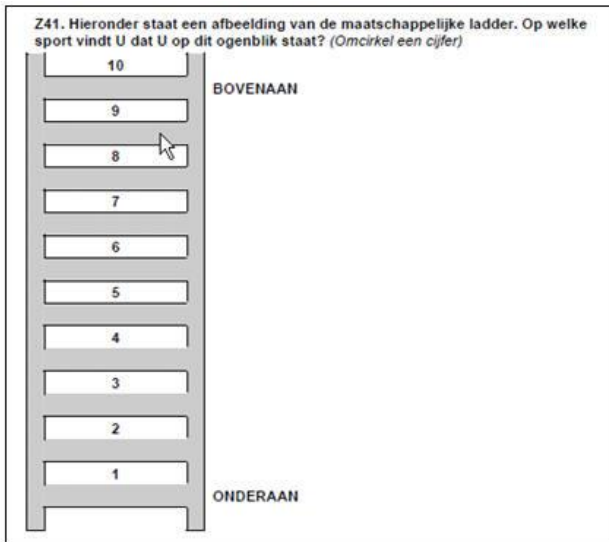 Z41. Hieronder staat een afbeelding van de maatschappelijke ladder. Op welke
sport vindt U dat U op dit ogenblik staat? (Omcirkel een cijfer)
10
BOVENAAN
9
8
7
6
5
4
3
2
1
ONDERAAN